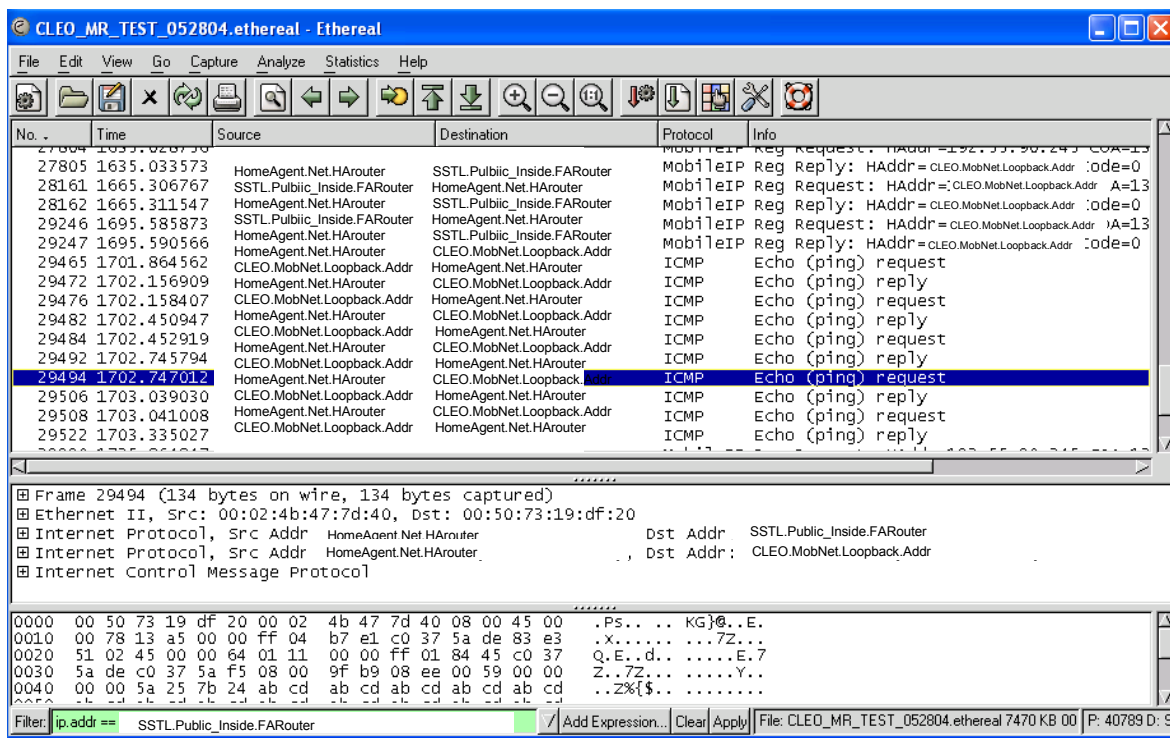 CLEO_MR_TEST_052804.ethereal - Ethereal
File Edit View Go Capture Analyze Statistics Help
No. . Time Source Destination Protocol Info
27805 1635.033573 HomeAgent.Net.HArouter SSTL.Pulbiic_Inside.FARouter MobileIP Reg Reply: HAddr= CLEO.MobNet.Loopback.Addr ode=0
28161 1665.306767 SSTL.Pulbiic_Inside.FARouter HomeAgent.Net.HArouter MobileIP Reg Request: HAddr= CLEO.MobNet.Loopback.Addr A=13
28162 1665.311547 HomeAgent.Net.HArouter SSTL.Pulbiic_Inside.FARouter MobileIP Reg Reply: HAddr= CLEO.MobNet.Loopback.Addr ode=0
29246 1695.585873 SSTL.Pulbiic_Inside.FARouter HomeAgent.Net.HArouter MobileIP Reg Request: HAddr= CLEO.MobNet.Loopback.Addr A=13
29247 1695.590566 HomeAgent.Net.HArouter SSTL.Pulbiic_Inside.FARouter MobileIP Reg Reply: HAddr= CLEO.MobNet.Loopback.Addr ode=0
29465 1701.864562 HomeAgent.Net.HArouter CLEO.MobNet.Loopback.Addr ICMP Echo (ping) request
29472 1702.156909 CLEO.MobNet.Loopback.Addr HomeAgent.Net.HArouter ICMP Echo (ping) reply
29476 1702.158407 HomeAgent.Net.HArouter CLEO.MobNet.Loopback.Addr ICMP Echo (ping) request
29482 1702.450947 CLEO.MobNet.Loopback.Addr HomeAgent.Net.HArouter ICMP Echo (ping) reply
29484 1702.452919 HomeAgent.Net.HArouter CLEO.MobNet.Loopback.Addr ICMP Echo (ping) request
29492 1702.745794 CLEO.MobNet.Loopback.Addr HomeAgent.Net.HArouter ICMP Echo (ping) reply
29494 1702.747012 HomeAgent.Net.HArouter CLEO.MobNet.Loopback.Addr ICMP Echo (ping) request
29506 1703.039030 CLEO.MobNet.Loopback.Addr HomeAgent.Net.HArouter ICMP Echo (ping) reply
29508 1703.041008 HomeAgent.Net.HArouter CLEO.MobNet.Loopback.Addr ICMP Echo (ping) request
29522 1703.335027 CLEO.MobNet.Loopback.Addr HomeAgent.Net.HArouter ICMP Echo (ping) reply
Frame 29494 (134 bytes on wire, 134 bytes captured)
Ethernet II, Src: 00:02:4b:47:7d:40, Dst: 00:50:73:19:df:20
Internet Protocol, Src Addr HomeAgent.Net.HArouter Dst Addr SSTL.Public_Inside.FARouter
Internet Protocol, Src Addr HomeAgent.Net.HArouter , Dst Addr: CLEO.MobNet.Loopback.Addr
Internet Control Message Protocol
0000 00 50 73 19 df 20 00 02 4b 47 7d 40 08 00 45 00 .Ps.. .. KG}@..E.
0010 00 78 13 a5 00 00 ff 04 b7 e1 c0 37 5a de 83 e3 .x...... ...7Z...
0020 51 02 45 00 00 64 01 11 00 00 ff 01 84 45 c0 37 Q.E..d.. .....E.7
0030 5a de c0 37 5a f5 08 00 9f b9 08 ee 00 59 00 00 Z..7Z... .....Y..
0040 00 00 5a 25 7b 24 ab cd ab cd ab cd ab cd ab cd ..Z%{$.. ........
Filter: ip.addr == SSTL.Public_Inside.FARouter Add Expression... Clear Apply File: CLEO_MR_TEST_052804.ethereal 7470 KB 00 P: 40789 D: 9